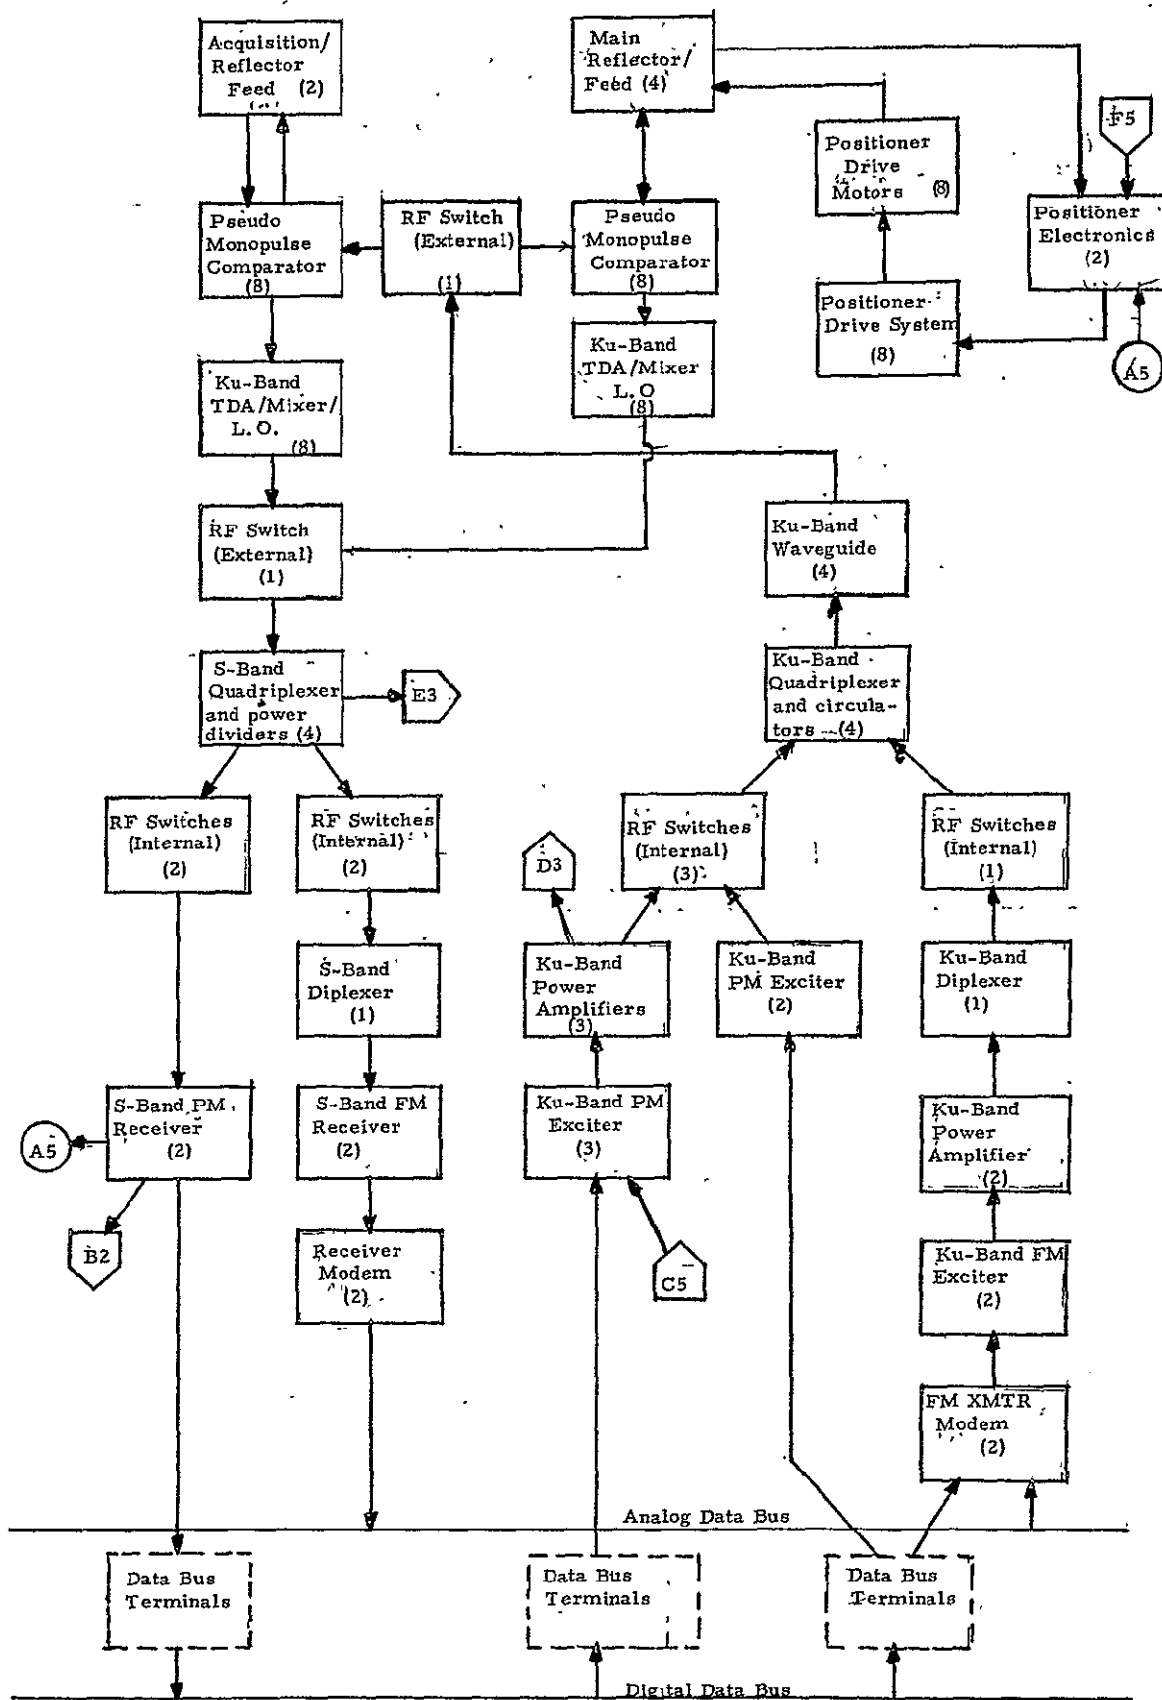 Acquisition/
Reflector
Feed (2)
Main
Reflector/
Feed (4)
F5
Positioner
Drive
Motors (8)
Pseudo
Monopulse
Comparator
(8)
RF Switch
(External)
(1)
Pseudo
Monopulse
Comparator
(8)
Positioner
Electronics
(2)
Positioner
Drive System
(8)
A5
Ku-Band
TDA/Mixer/
L.O.
(8)
Ku-Band
TDA/Mixer
L.O
(8)
RF Switch
(External)
(1)
Ku-Band
Waveguide
(4)
S-Band
Quadriplexer
and power
dividers (4)
E3
Ku-Band
Quadriplexer
and circula-
tors (4)
RF Switches
(Internal)
(2)
RF Switches
(Internal)
(2)
D3
RF Switches
(Internal)
(3)
RF Switches
(Internal)
(1)
S-Band
Diplexer
(1)
Ku-Band
Power
Amplifiers
(3)
Ku-Band
PM Exciter
(2)
Ku-Band
Diplexer
(1)
A5
S-Band PM
Receiver
(2)
S-Band FM
Receiver
(2)
Ku-Band PM
Exciter
(3)
Ku-Band
Power
Amplifier
(2)
B2
Receiver
Modem
(2)
C5
Ku-Band FM
Exciter
(2)
FM XMTR
Modem
(2)
Analog Data Bus
Data Bus
Terminals
Data Bus
Terminals
Data Bus
Terminals
Digital Data Bus